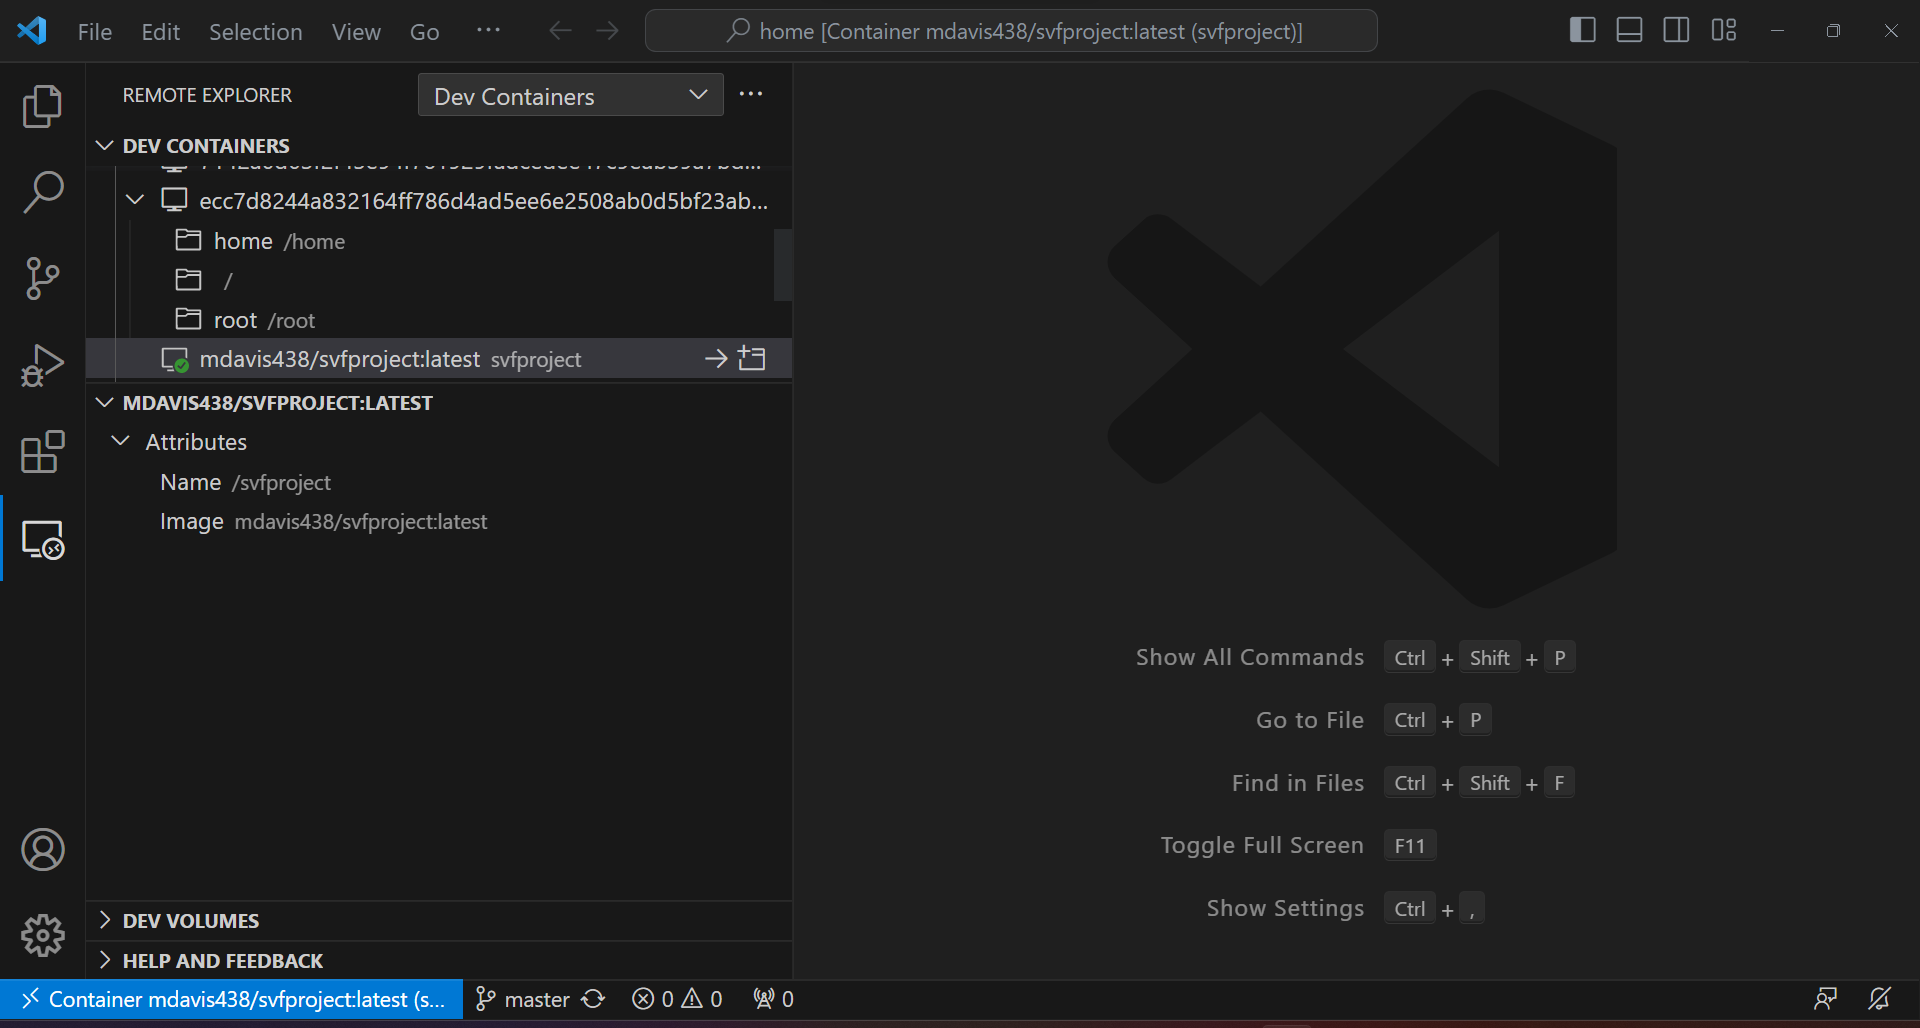 File Edit Selection View Go ···
home [Container mdavis438/svfproject:latest (svfproject)]
REMOTE EXPLORER
Dev Containers
DEV CONTAINERS
ecc7d8244a832164ff786d4ad5ee6e2508ab0d5bf23ab...
home /home
/
root /root
mdavis438/svfproject:latest svfproject
MDAVIS438/SVFPROJECT:LATEST
Attributes
Name /svfproject
Image mdavis438/svfproject:latest
DEV VOLUMES
HELP AND FEEDBACK
Show All Commands Ctrl + Shift + P
Go to File Ctrl + P
Find in Files Ctrl + Shift + F
Toggle Full Screen F11
Show Settings Ctrl + ,
Container mdavis438/svfproject:latest (s... master 0 0 0